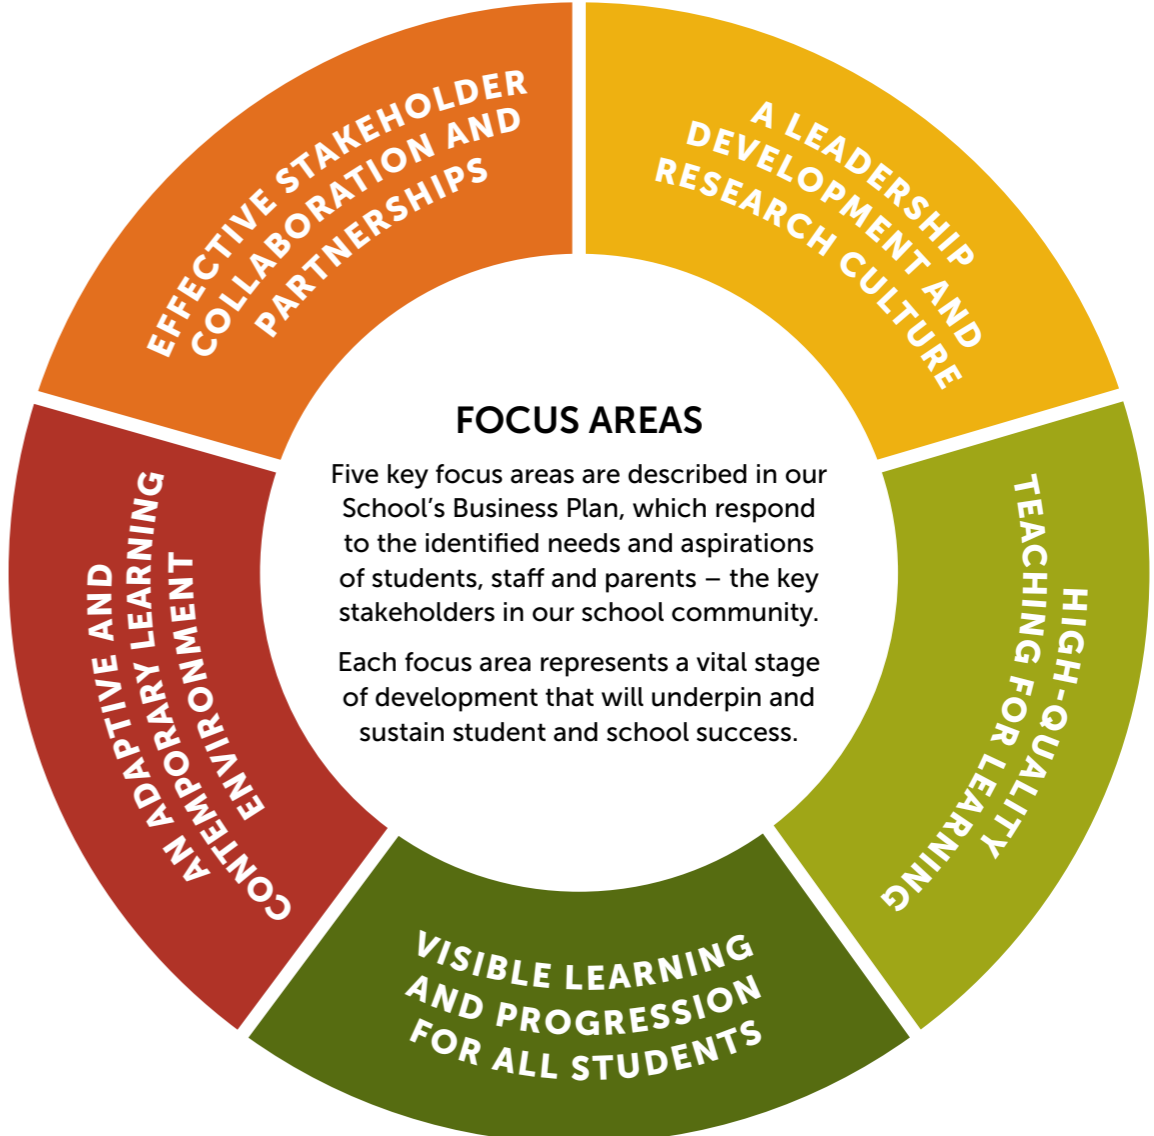 EFFECTIVE STAKEHOLDER
COLLABORATION AND
PARTNERSHIPS
A LEADERSHIP
DEVELOPMENT AND
RESEARCH CULTURE
FOCUS AREAS
Five key focus areas are described in our
School's Business Plan, which respond
to the identified needs and aspirations
of students, staff and parents – the key
stakeholders in our school community.
Each focus area represents a vital stage
of development that will underpin and
sustain student and school success.
HIGH-QUALITY
TEACHING FOR LEARNING
VISIBLE LEARNING
AND PROGRESSION
FOR ALL STUDENTS
AN ADAPTIVE AND
CONTEMPORARY LEARNING
ENVIRONMENT